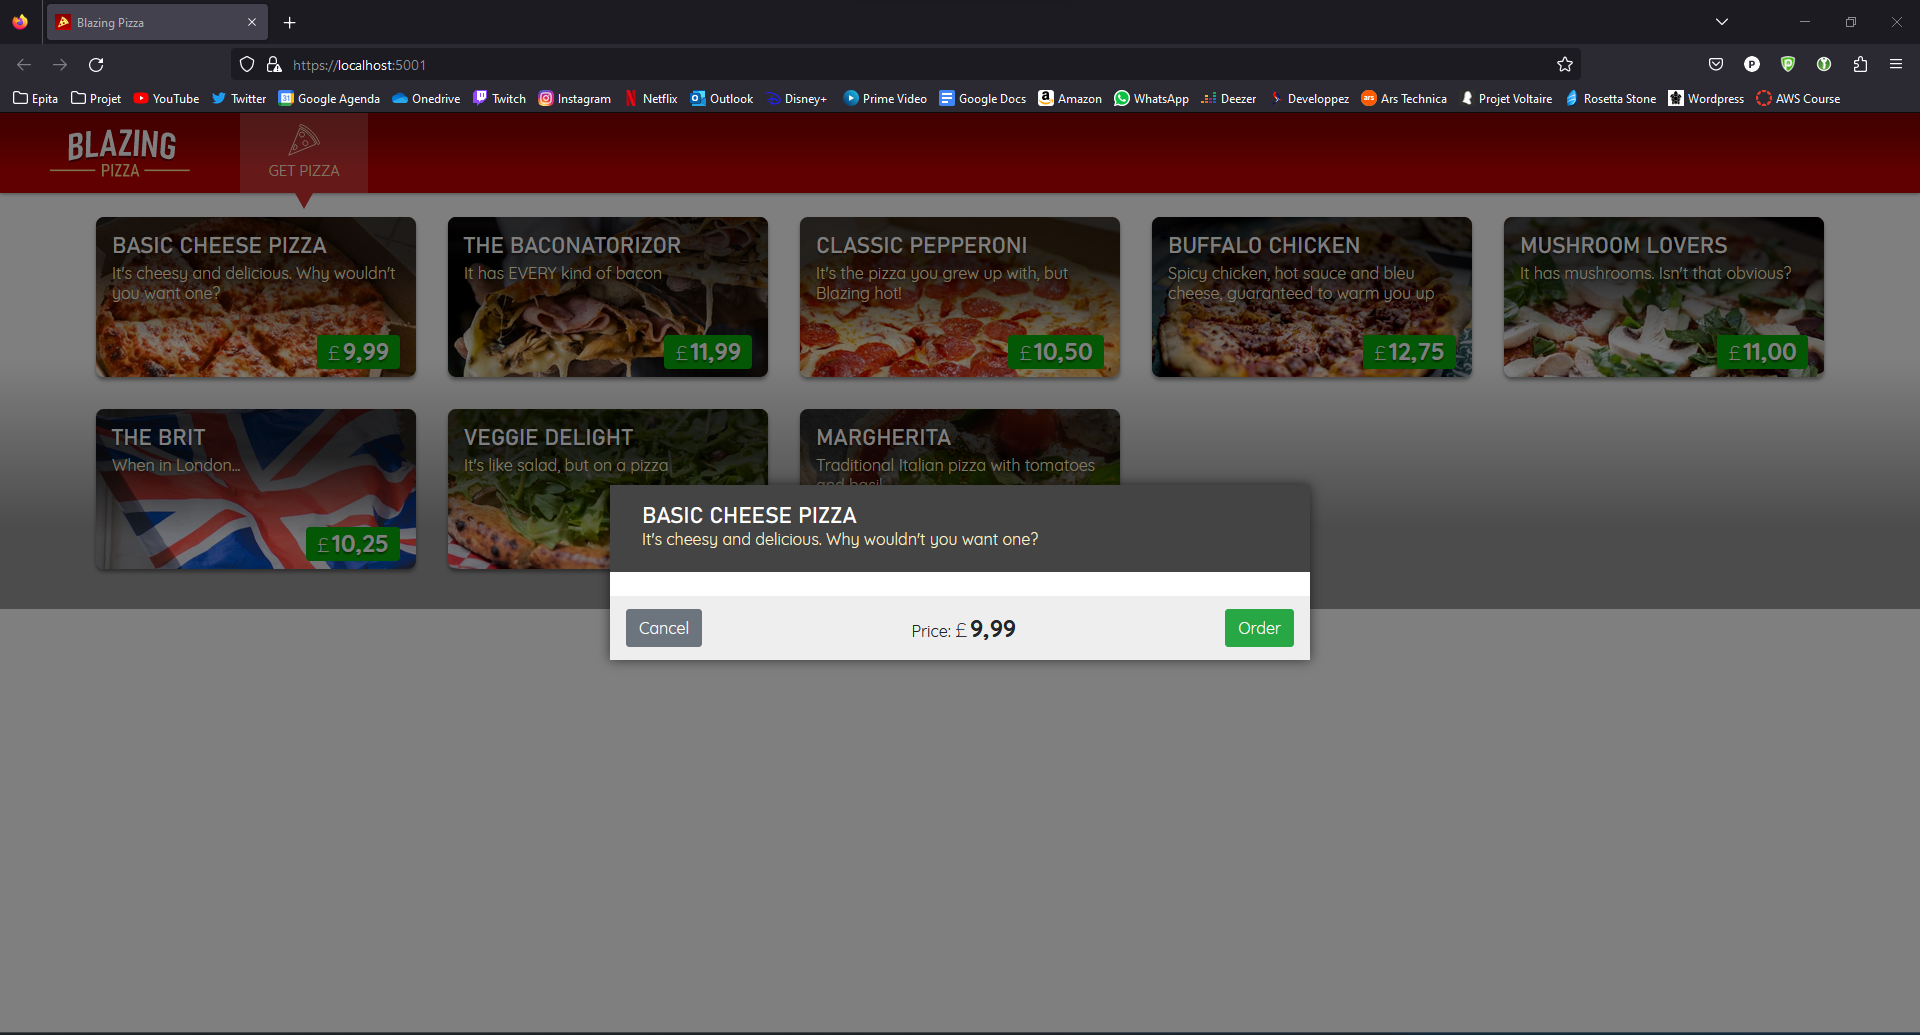 Blazing Pizza
https://localhost:5001
Epita
Projet
YouTube
Twitter
Google Agenda
Onedrive
Twitch
Instagram
Netflix
Outlook
Disney+
Prime Video
Google Docs
Amazon
WhatsApp
Deezer
Developpez
Ars Technica
Projet Voltaire
Rosetta Stone
Wordpress
AWS Course
BLAZING
PIZZA
GET PIZZA
BASIC CHEESE PIZZA
It's cheesy and delicious. Why wouldn't
you want one?
£9,99
THE BACONATORIZOR
It has EVERY kind of bacon
£11,99
CLASSIC PEPPERONI
It's the pizza you grew up with, but
Blazing hot!
£10,50
BUFFALO CHICKEN
Spicy chicken, hot sauce and bleu
cheese, guaranteed to warm you up
£12,75
MUSHROOM LOVERS
It has mushrooms. Isn't that obvious?
£11,00
THE BRIT
When in London...
£10,25
VEGGIE DELIGHT
It's like salad, but on a pizza
MARGHERITA
Traditional Italian pizza with tomatoes
and basil
BASIC CHEESE PIZZA
It's cheesy and delicious. Why wouldn't you want one?
Cancel
Price: £9,99
Order